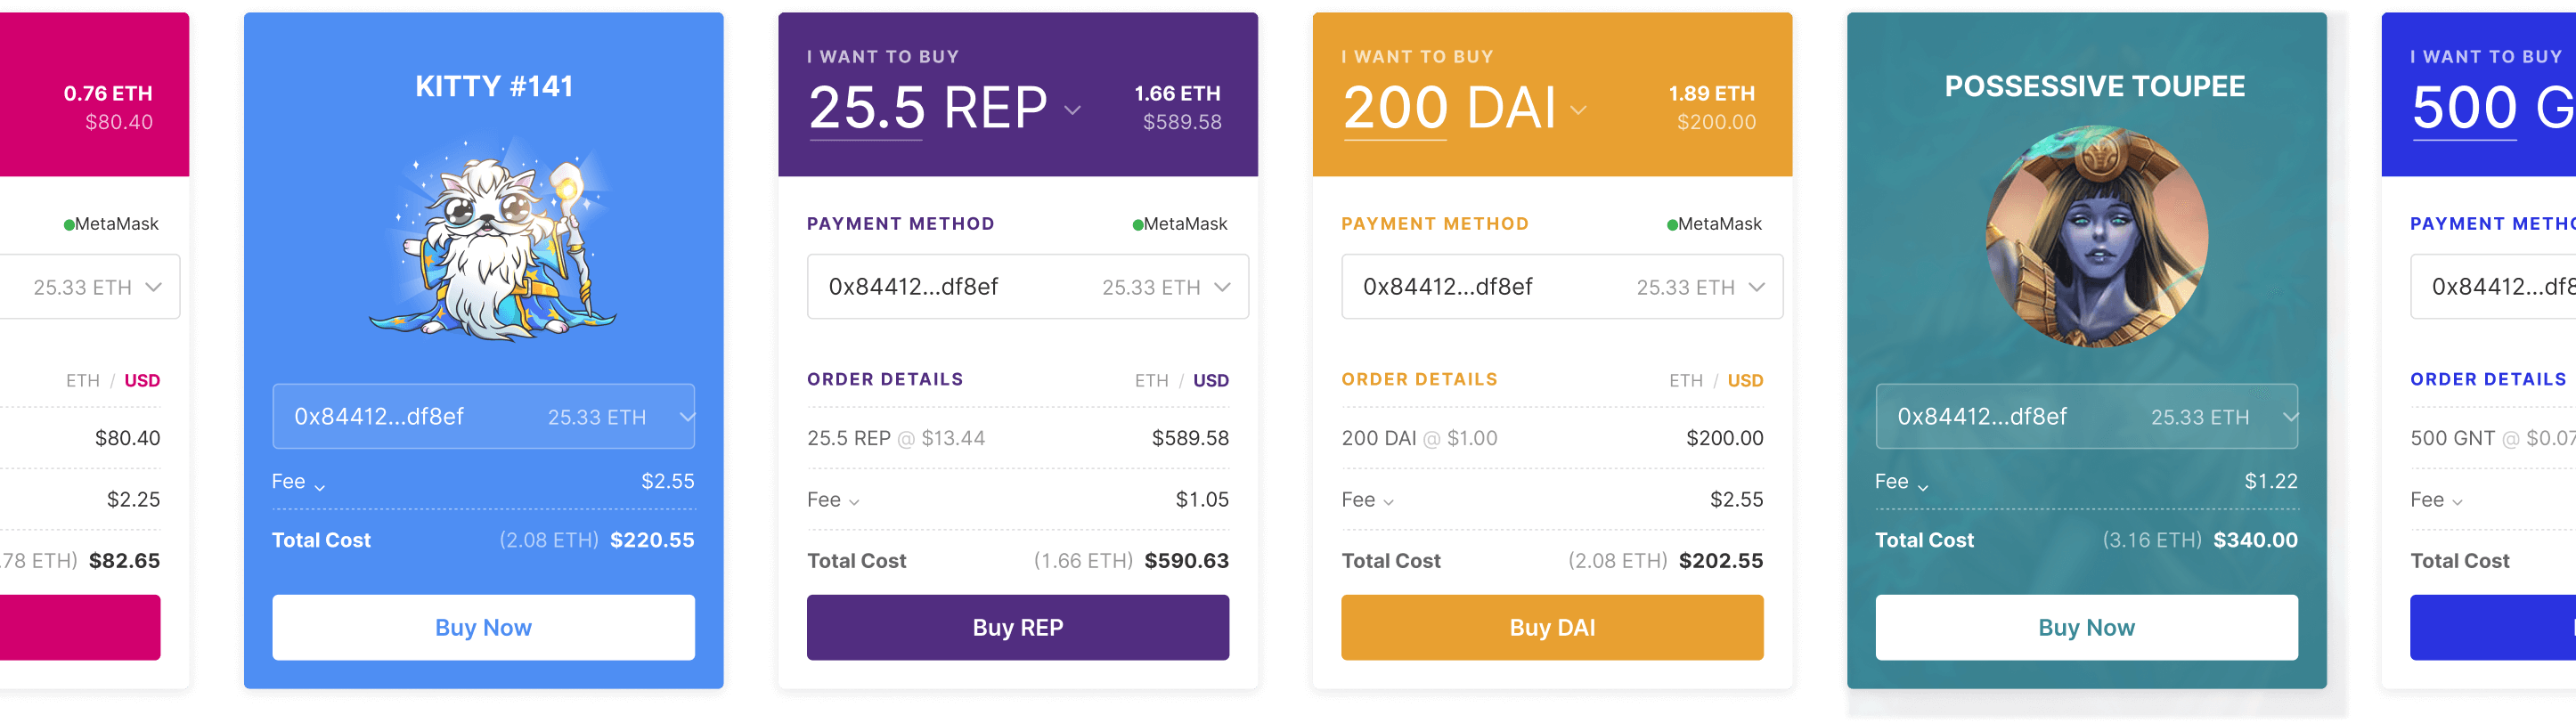 0.76 ETH
$80.40
MetaMask
25.33 ETH
ETH / USD
$80.40
$2.25
.78 ETH) $82.65
KITTY #141
0x84412...df8ef 25.33 ETH
Fee $2.55
Total Cost (2.08 ETH) $220.55
Buy Now
I WANT TO BUY
25.5 REP 1.66 ETH
$589.58
PAYMENT METHOD MetaMask
0x84412...df8ef 25.33 ETH
ORDER DETAILS ETH / USD
25.5 REP @ $13.44 $589.58
Fee $1.05
Total Cost (1.66 ETH) $590.63
Buy REP
I WANT TO BUY
200 DAI 1.89 ETH
$200.00
PAYMENT METHOD MetaMask
0x84412...df8ef 25.33 ETH
ORDER DETAILS ETH / USD
200 DAI @ $1.00 $200.00
Fee $2.55
Total Cost (2.08 ETH) $202.55
Buy DAI
POSSESSIVE TOUPEE
0x84412...df8ef 25.33 ETH
Fee $1.22
Total Cost (3.16 ETH) $340.00
Buy Now
I WANT TO BUY
500 G
PAYMENT METHO
0x84412...df8
ORDER DETAILS
500 GNT @ $0.07
Fee
Total Cost